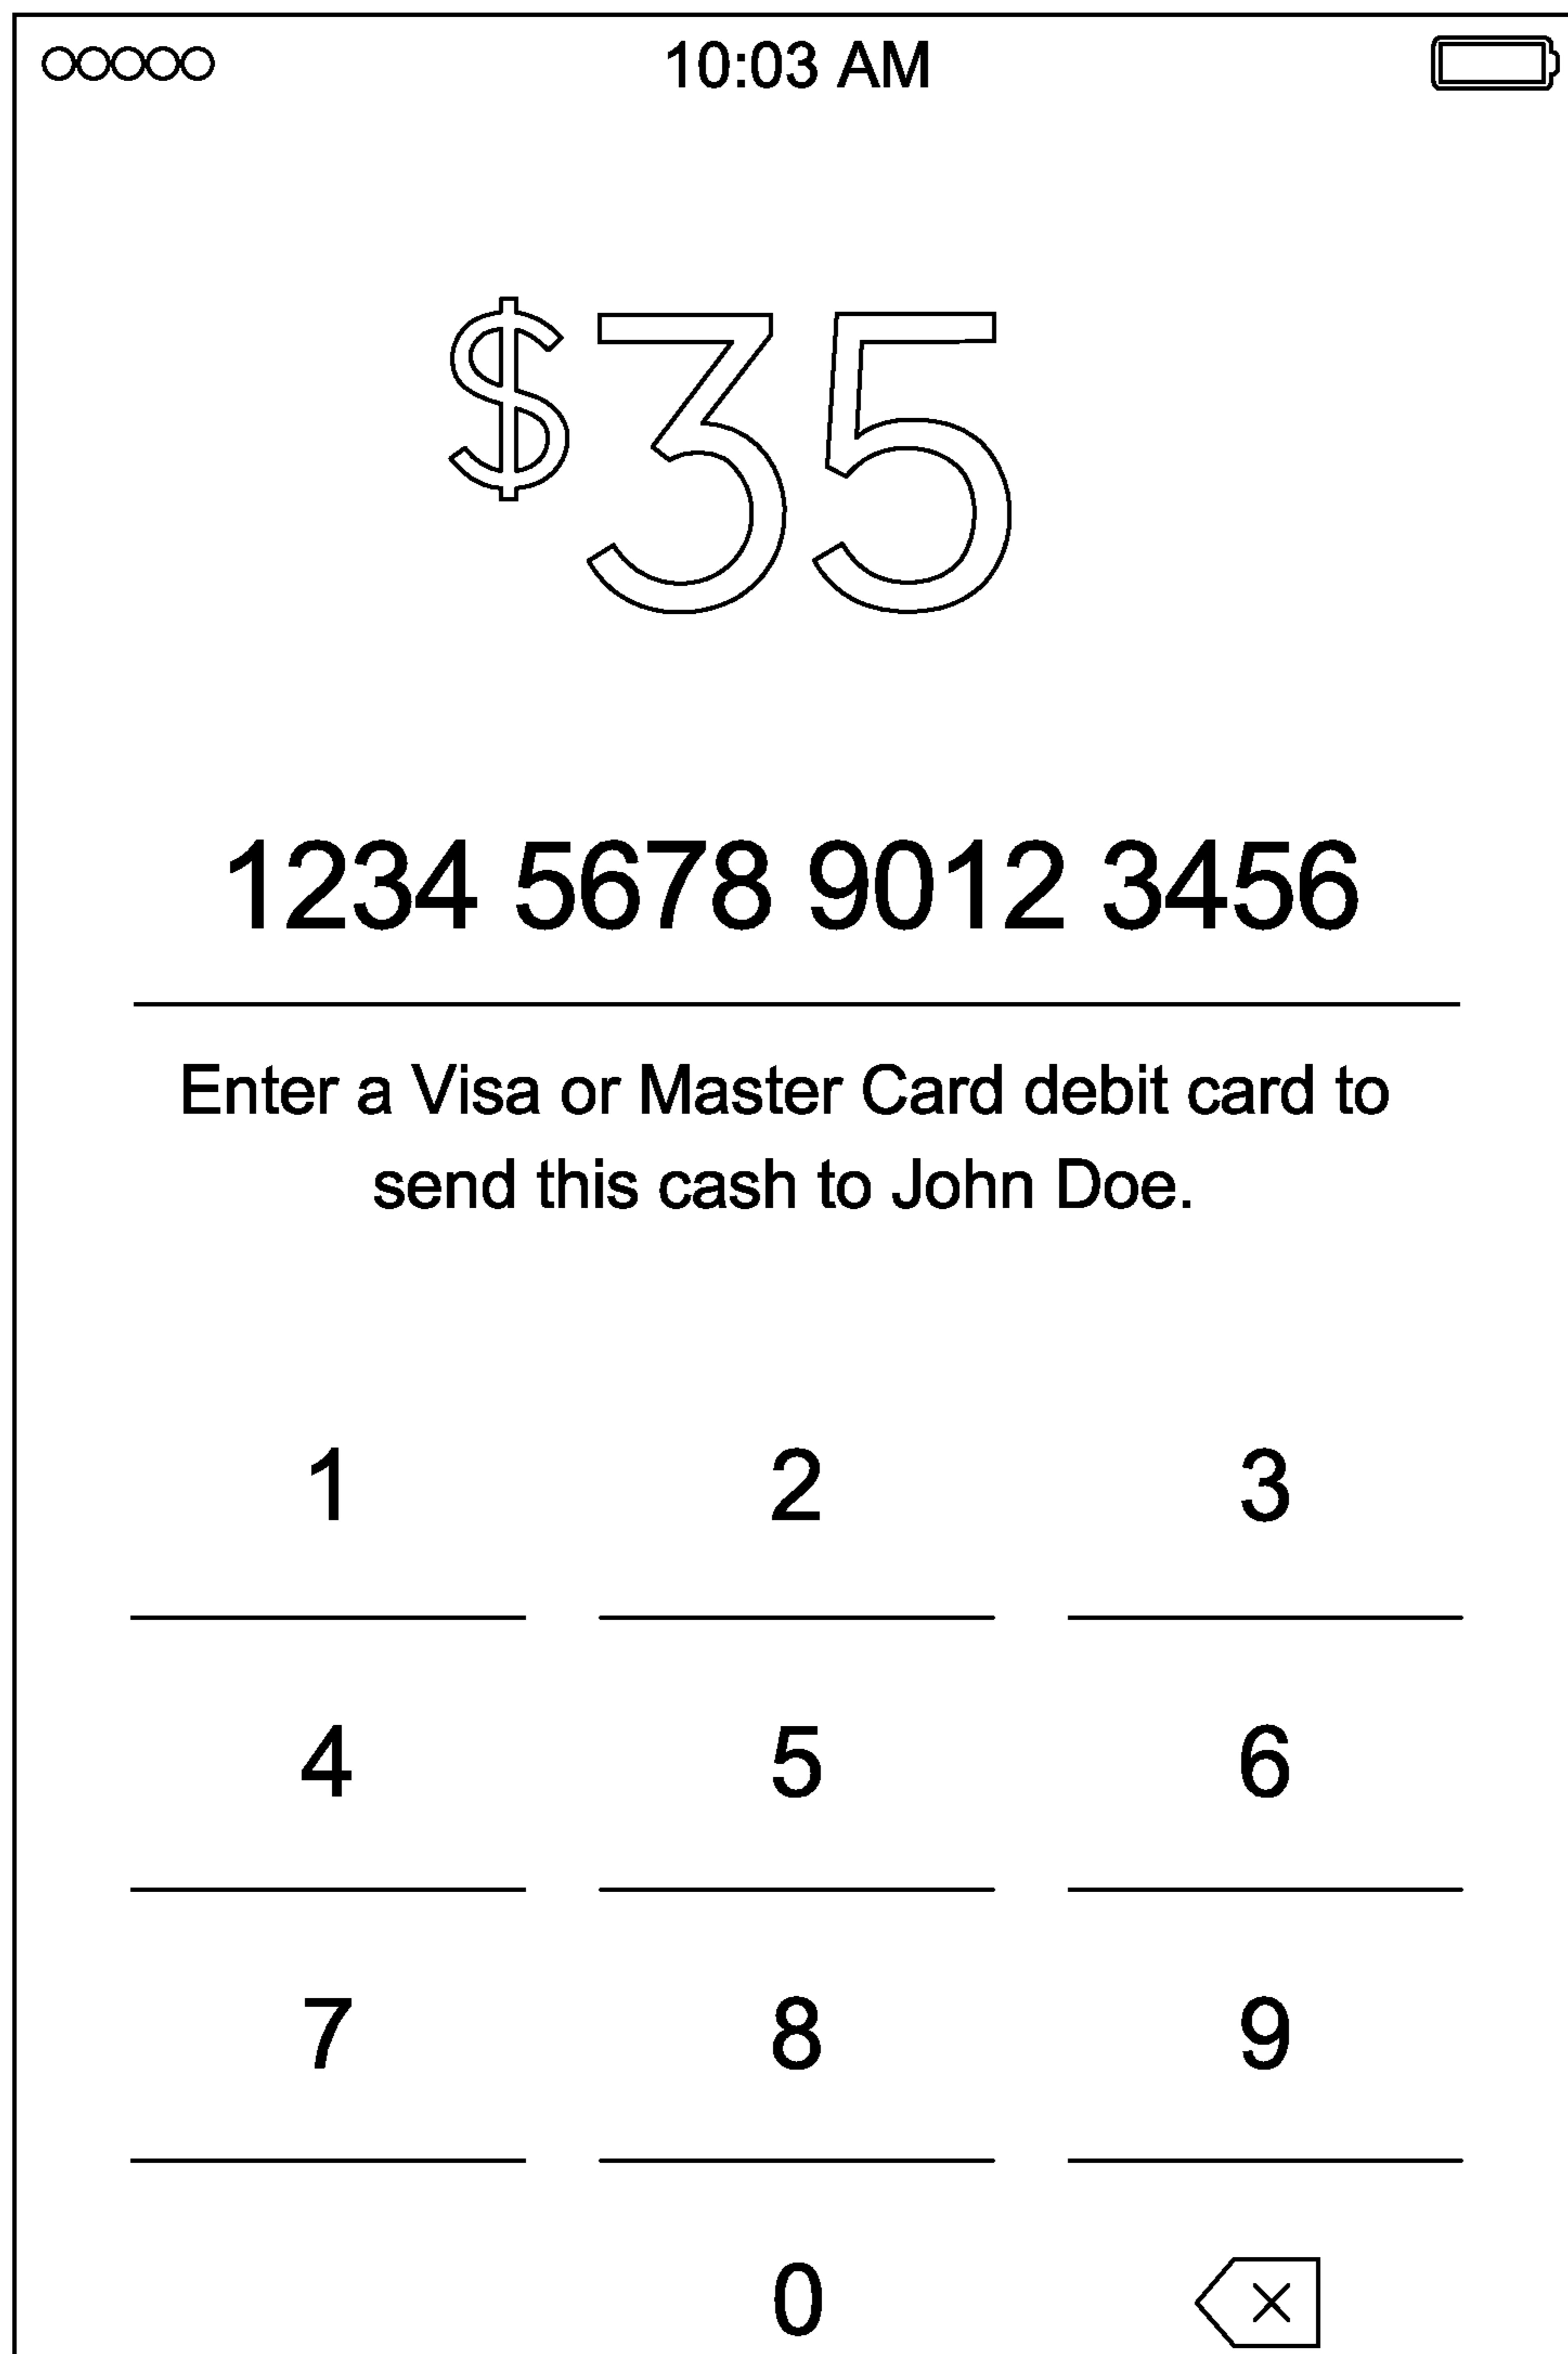 10:03 AM
$35
1234 5678 9012 3456
Enter a Visa or Master Card debit card to
send this cash to John Doe.
1 2 3
4 5 6
7 8 9
0